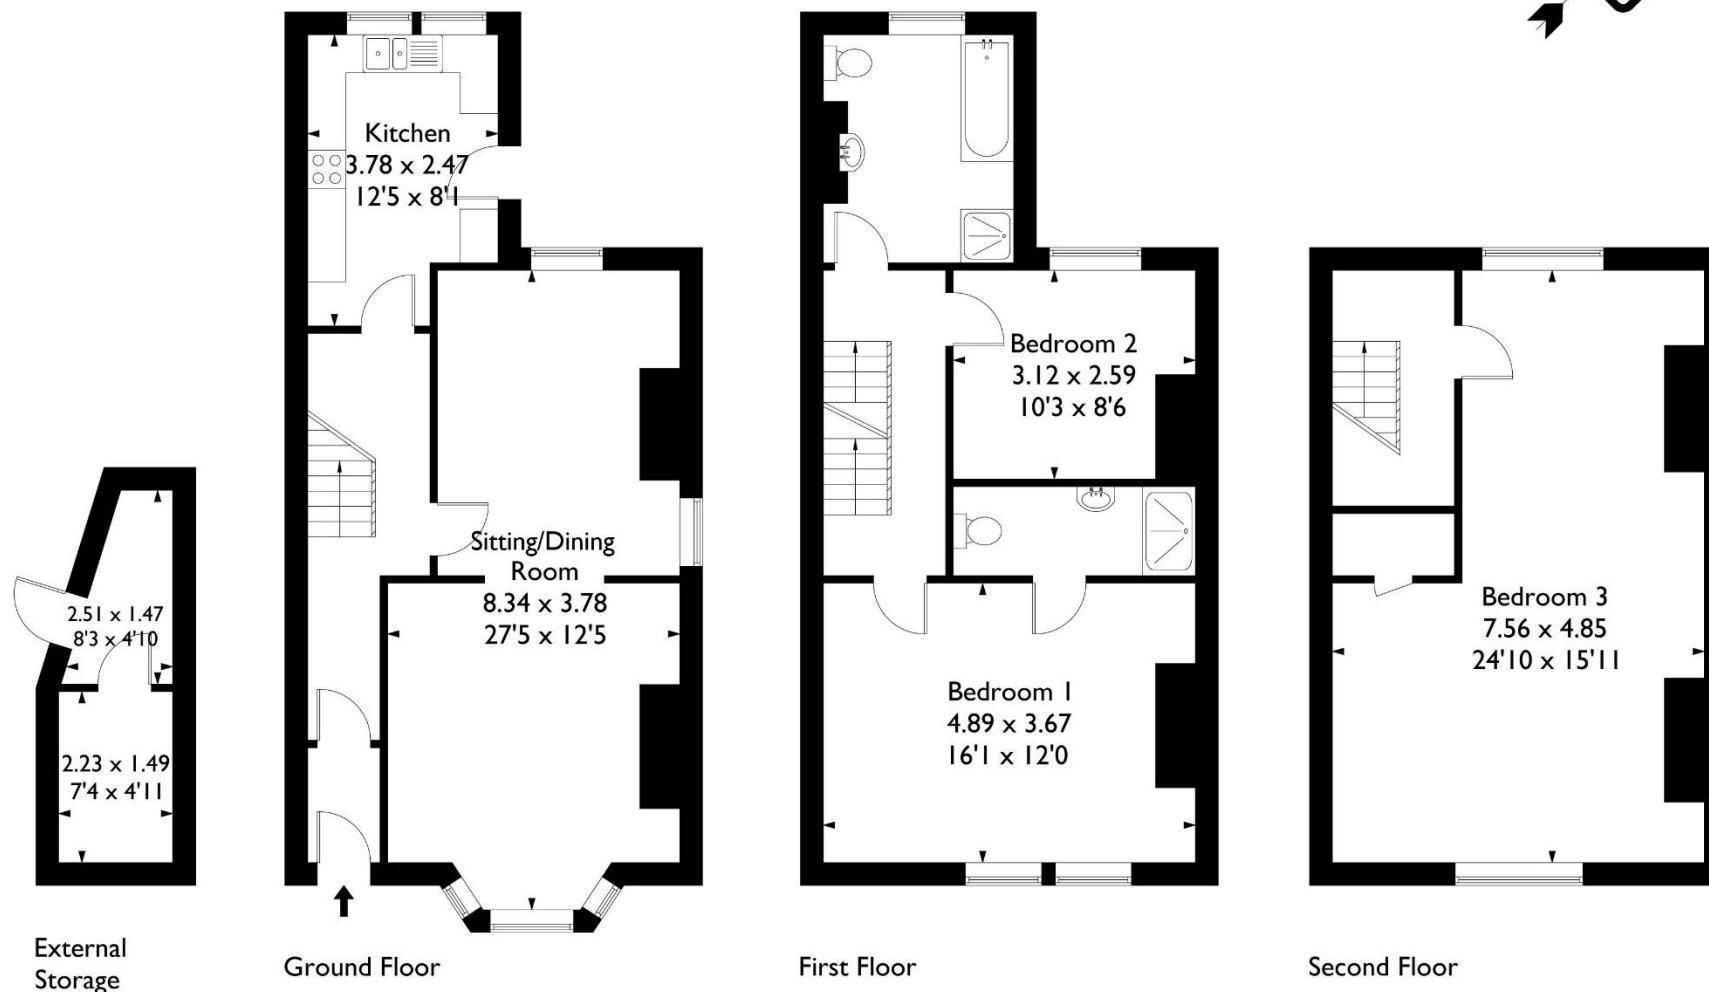 Kitchen
3.78 x 2.47
12'5 x 8'1
Sitting/Dining
Room
8.34 x 3.78
27'5 x 12'5
2.51 x 1.47
8'3 x 4'10
2.23 x 1.49
7'4 x 4'11
Bedroom 2
3.12 x 2.59
10'3 x 8'6
Bedroom 1
4.89 x 3.67
16'1 x 12'0
Bedroom 3
7.56 x 4.85
24'10 x 15'11
External
Storage
Ground Floor
First Floor
Second Floor